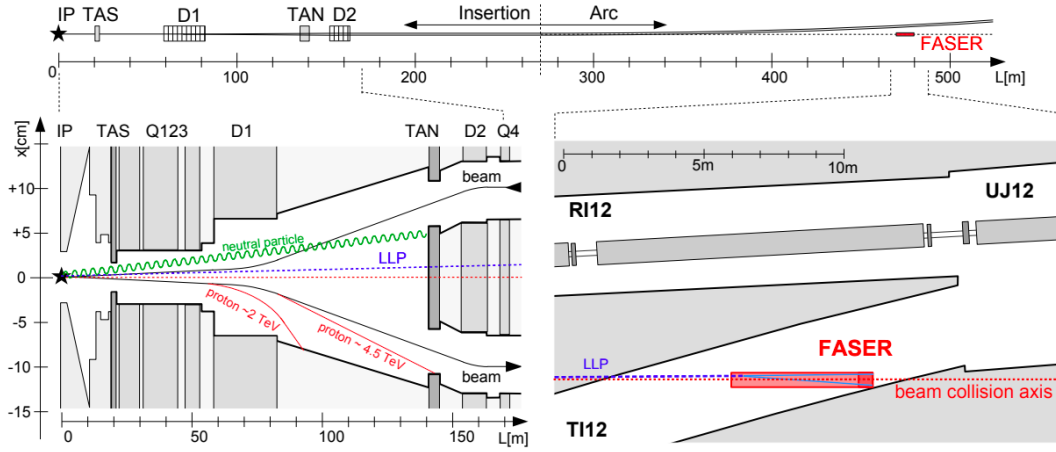 IP TAS D1 TAN D2 Insertion Arc
FASER
0 100 200 300 400 500 L[m]
x[cm]
IP TAS Q123 D1 TAN D2 Q4
+10
+5
0
-5
-10
-15
beam
neutral particle
LLP
proton ~2 TeV
proton ~ 4.5 TeV
beam
0 50 100 150 L[m]
0 5m 10m
RI12
UJ12
FASER
LLP
beam collision axis
TI12